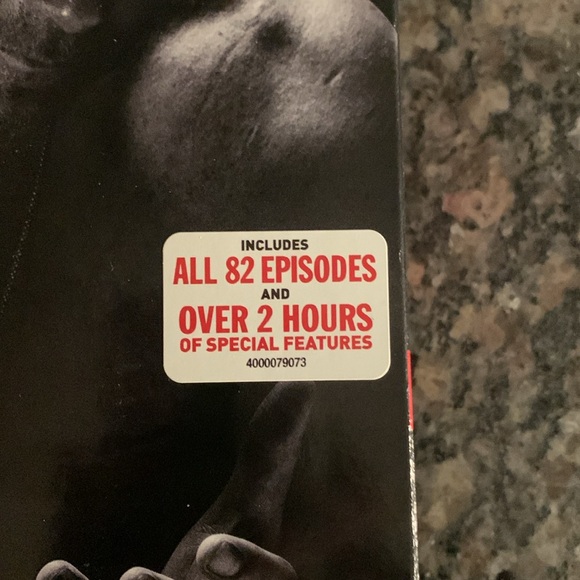 INCLUDES
ALL 82 EPISODES
AND
OVER 2 HOURS
OF SPECIAL FEATURES
4000079073